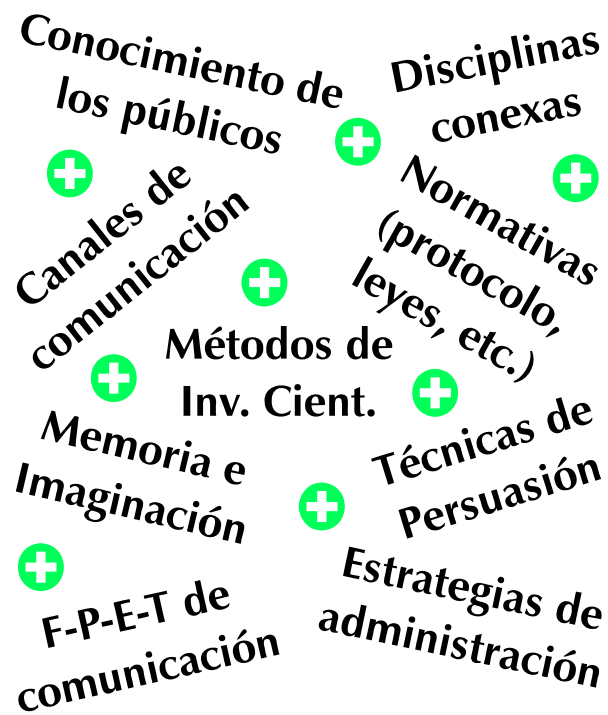 Conocimiento de
los públicos
Disciplinas
conexas
Canales de
comunicación
Normativas
(protocolo,
leyes, etc.)
Métodos de
Inv. Cient.
Memoria e
Imaginación
Técnicas de
Persuasión
F-P-E-T de
comunicación
Estrategias de
administración